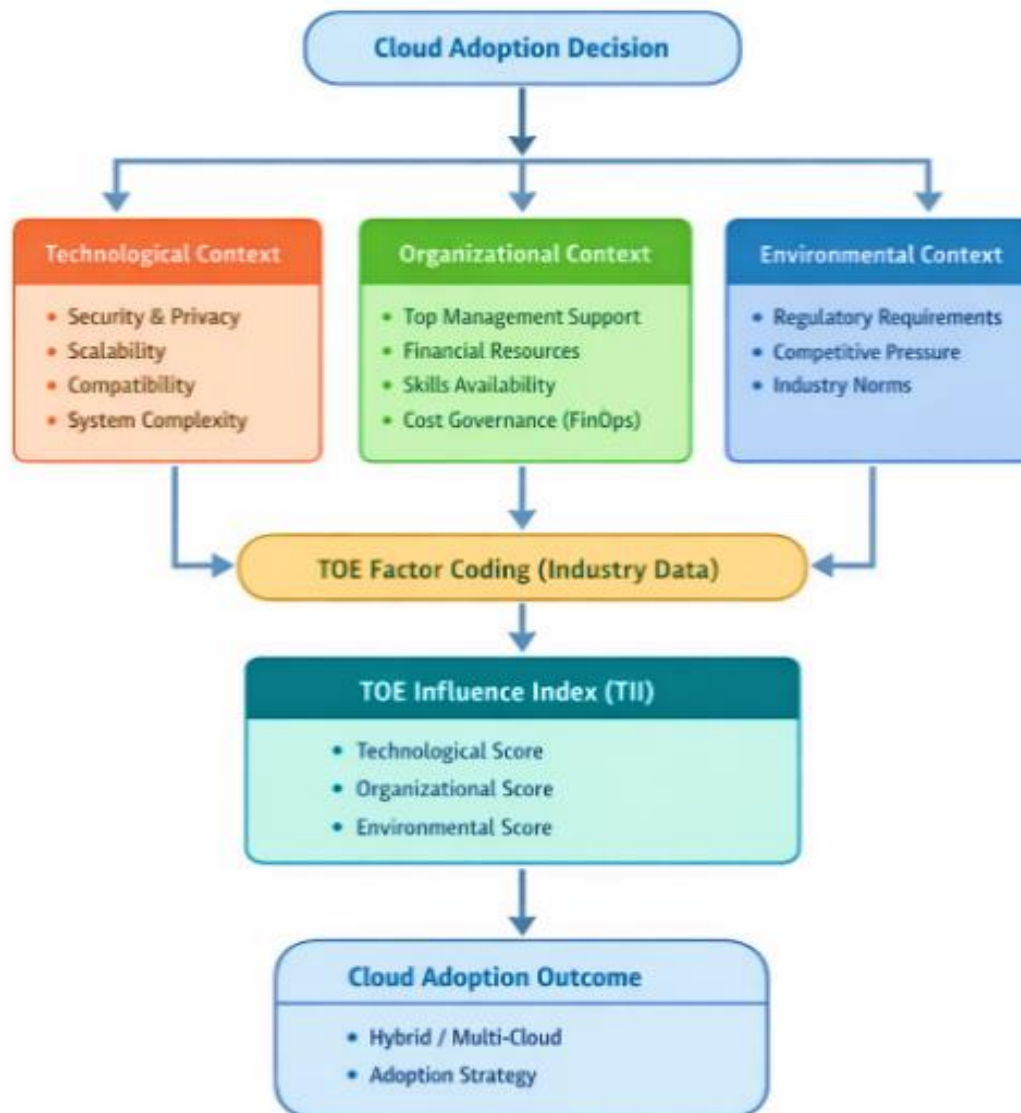 Cloud Adoption Decision
Technological Context
• Security & Privacy
• Scalability
• Compatibility
• System Complexity
Organizational Context
• Top Management Support
• Financial Resources
• Skills Availability
• Cost Governance (FinOps)
Environmental Context
• Regulatory Requirements
• Competitive Pressure
• Industry Norms
TOE Factor Coding (Industry Data)
TOE Influence Index (TII)
• Technological Score
• Organizational Score
• Environmental Score
Cloud Adoption Outcome
• Hybrid / Multi-Cloud
• Adoption Strategy